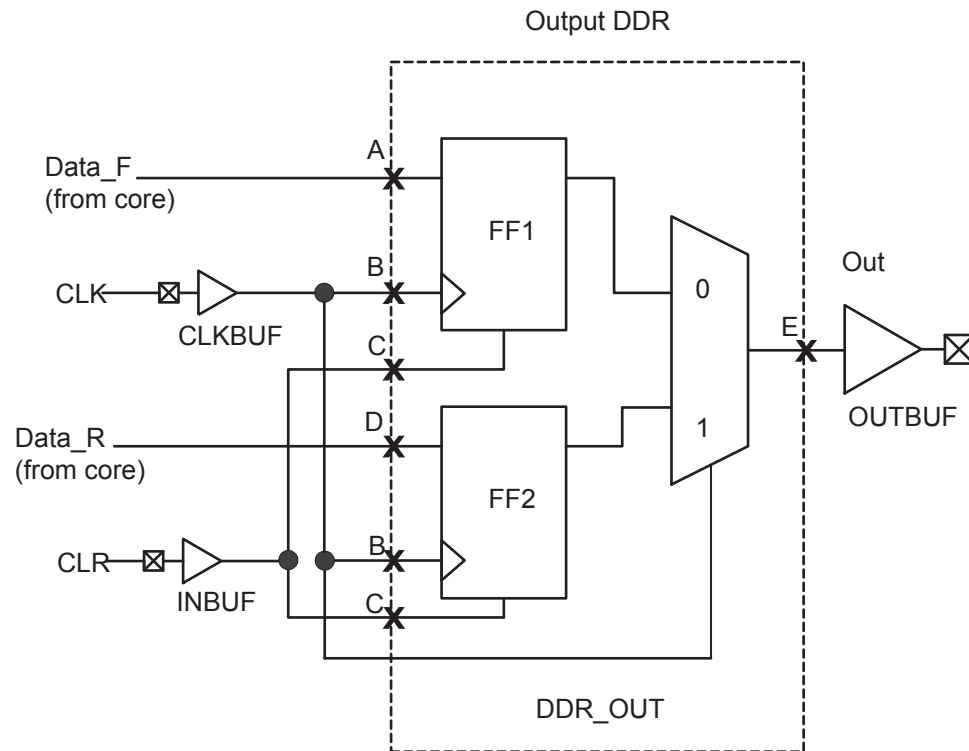 Output DDR
A
Data_F
(from core)
FF1
B
CLK
CLKBUF
C
0
Out
E
OUTBUF
D
Data_R
(from core)
1
FF2
B
CLR
INBUF
C
DDR_OUT